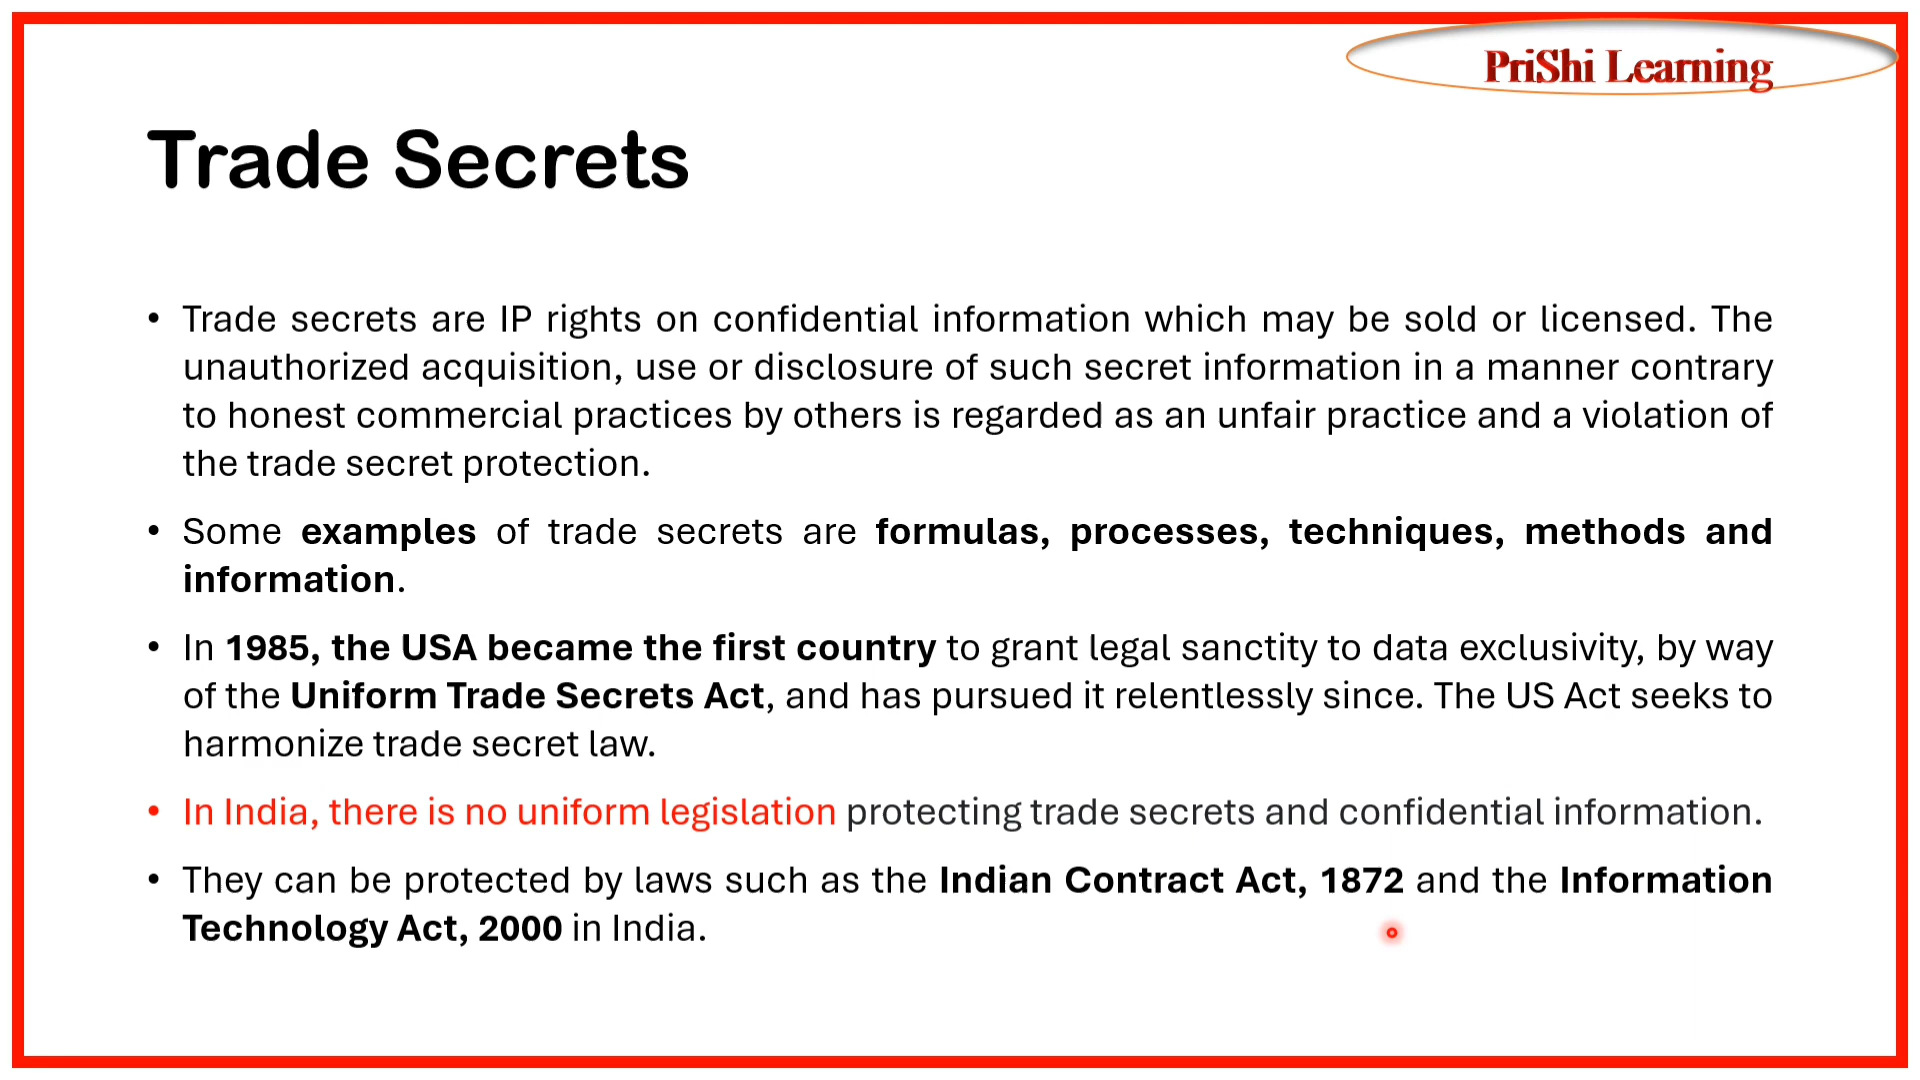 PriShi Learning
Trade Secrets
• Trade secrets are IP rights on confidential information which may be sold or licensed. The
unauthorized acquisition, use or disclosure of such secret information in a manner contrary
to honest commercial practices by others is regarded as an unfair practice and a violation of
the trade secret protection.
• Some examples of trade secrets are formulas, processes, techniques, methods and
information.
• In 1985, the USA became the first country to grant legal sanctity to data exclusivity, by way
of the Uniform Trade Secrets Act, and has pursued it relentlessly since. The US Act seeks to
harmonize trade secret law.
• In India, there is no uniform legislation protecting trade secrets and confidential information.
• They can be protected by laws such as the Indian Contract Act, 1872 and the Information
Technology Act, 2000 in India.